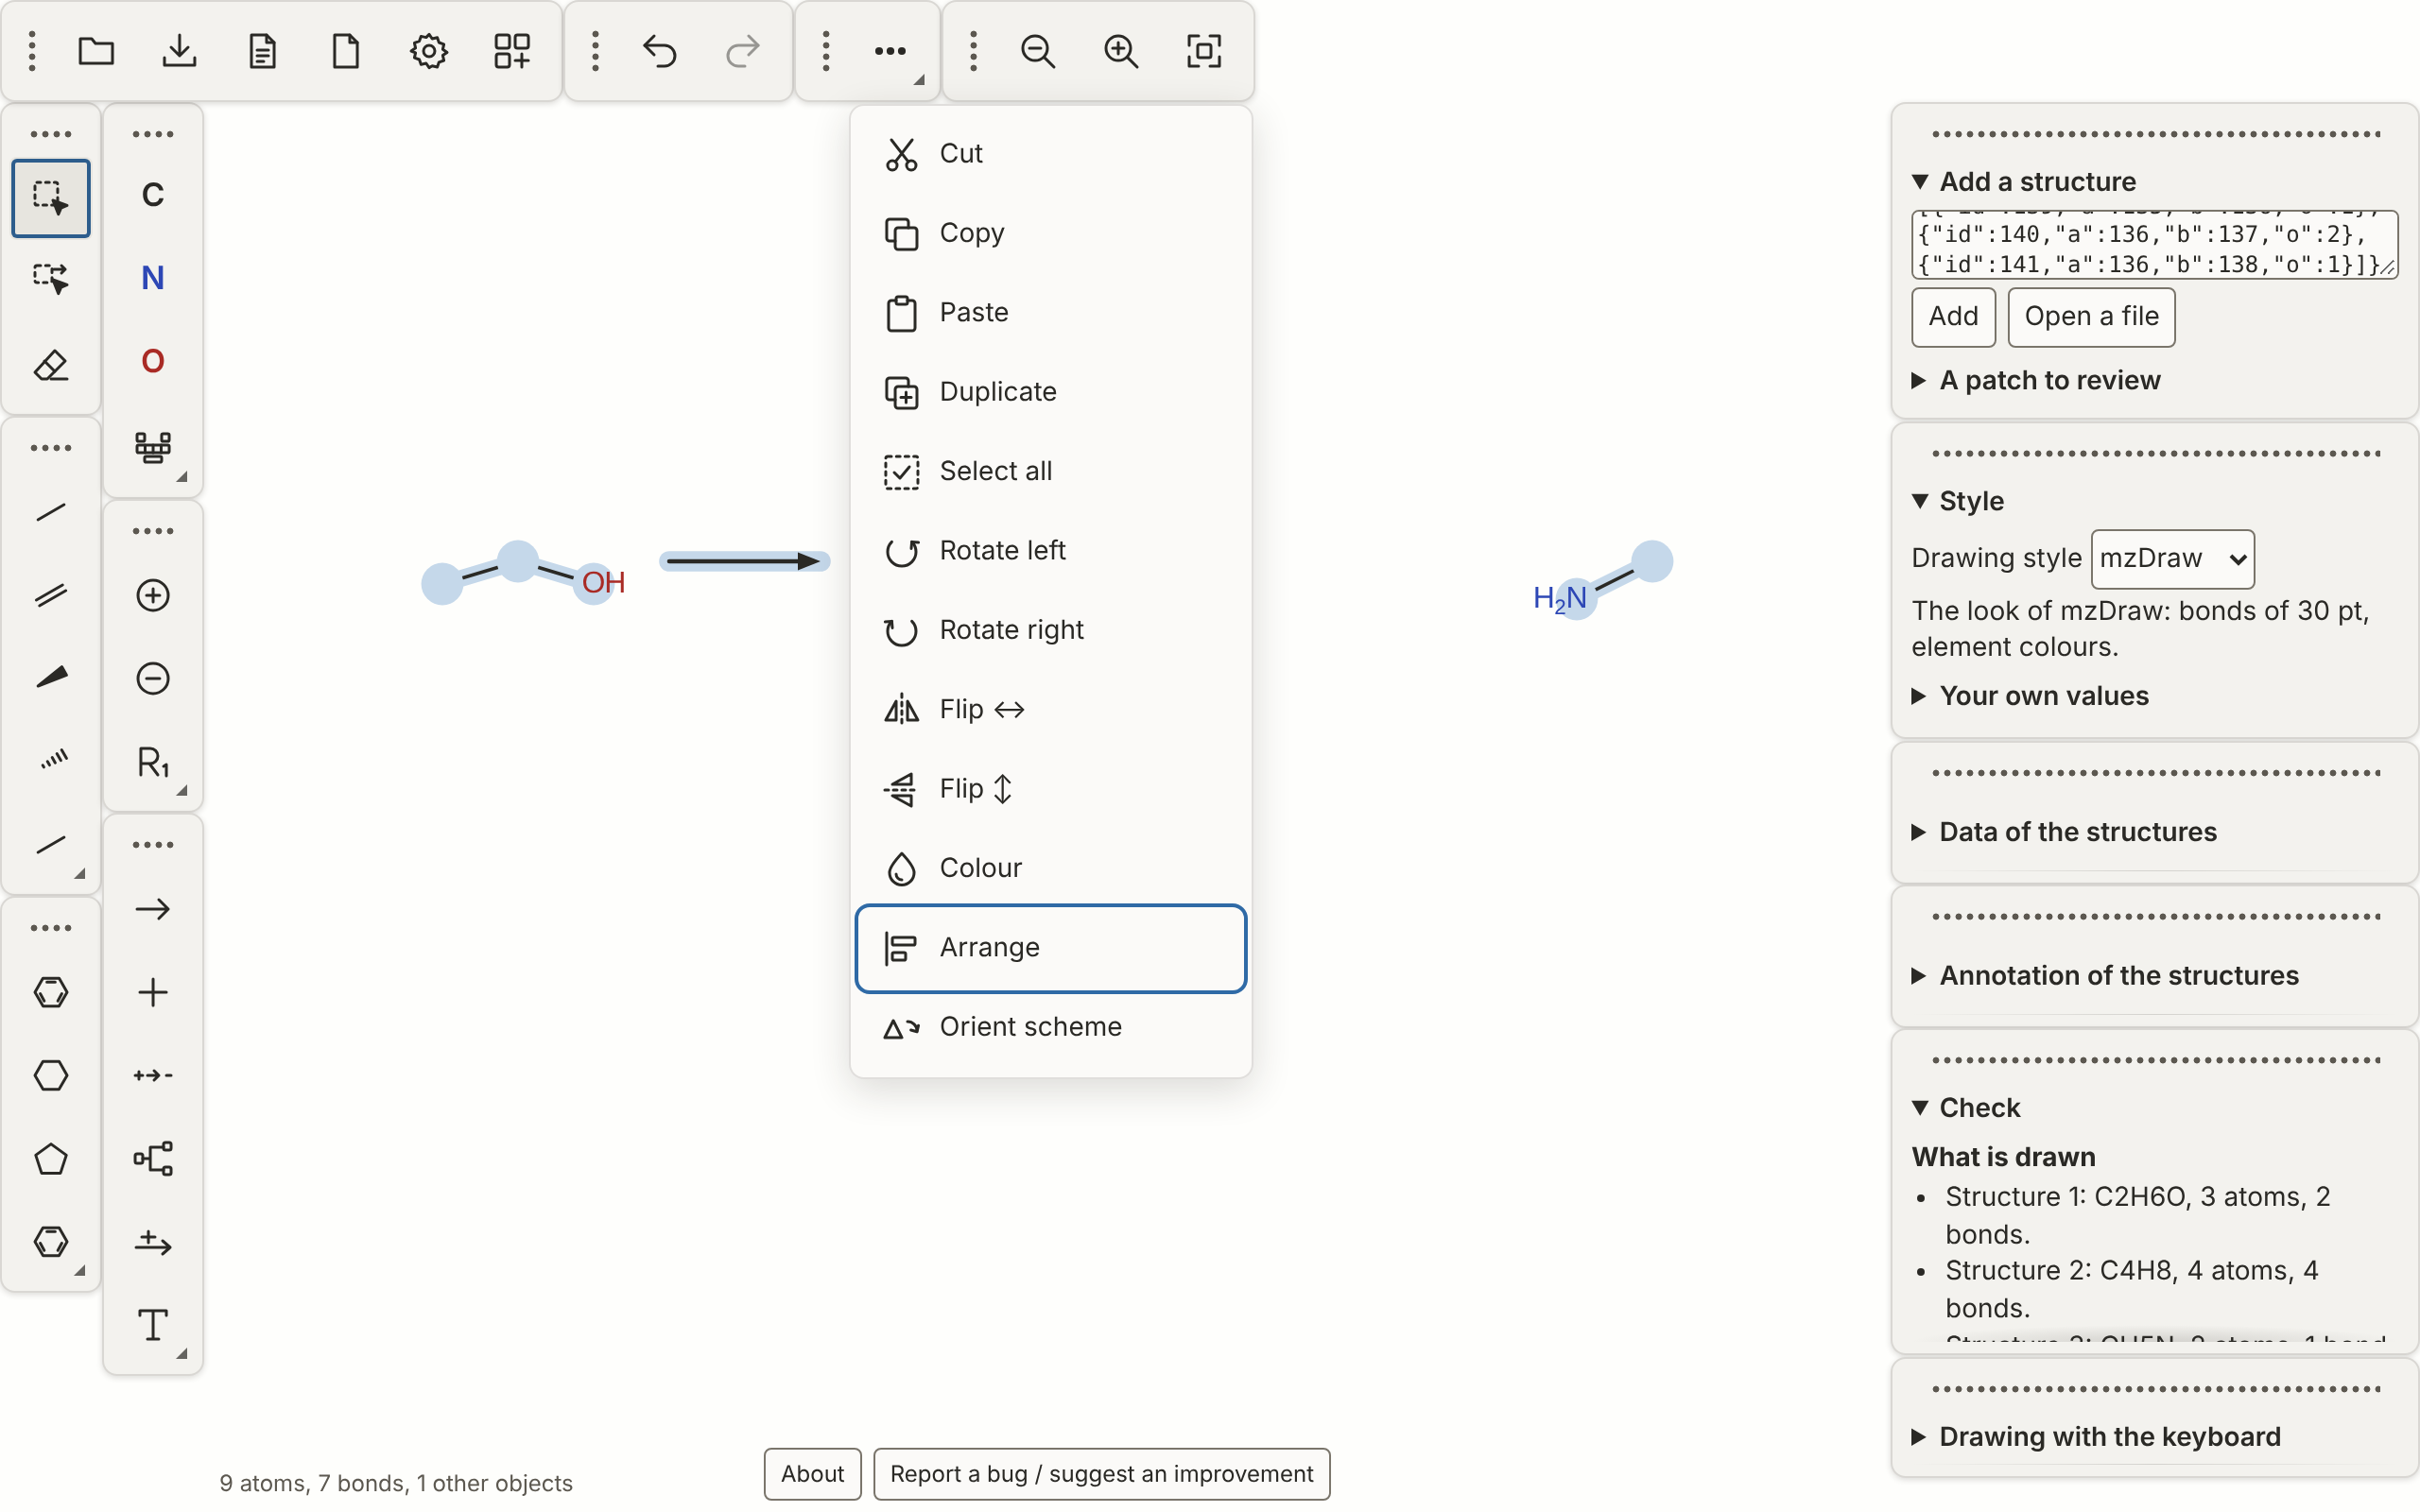 Cut
Copy
Paste
Duplicate
Select all
Rotate left
Rotate right
Flip ↔
Flip ↕
Colour
Arrange
Orient scheme
C
N
O
R1
T
OH
H2N
Add a structure
{"id":140,"a":136,"b":137,"o":2},
{"id":141,"a":136,"b":138,"o":1}]}
Add
Open a file
A patch to review
Style
Drawing style mzDraw
The look of mzDraw: bonds of 30 pt,
element colours.
Your own values
Data of the structures
Annotation of the structures
Check
What is drawn
• Structure 1: C2H6O, 3 atoms, 2
bonds.
• Structure 2: C4H8, 4 atoms, 4
bonds.
Drawing with the keyboard
9 atoms, 7 bonds, 1 other objects
About
Report a bug / suggest an improvement